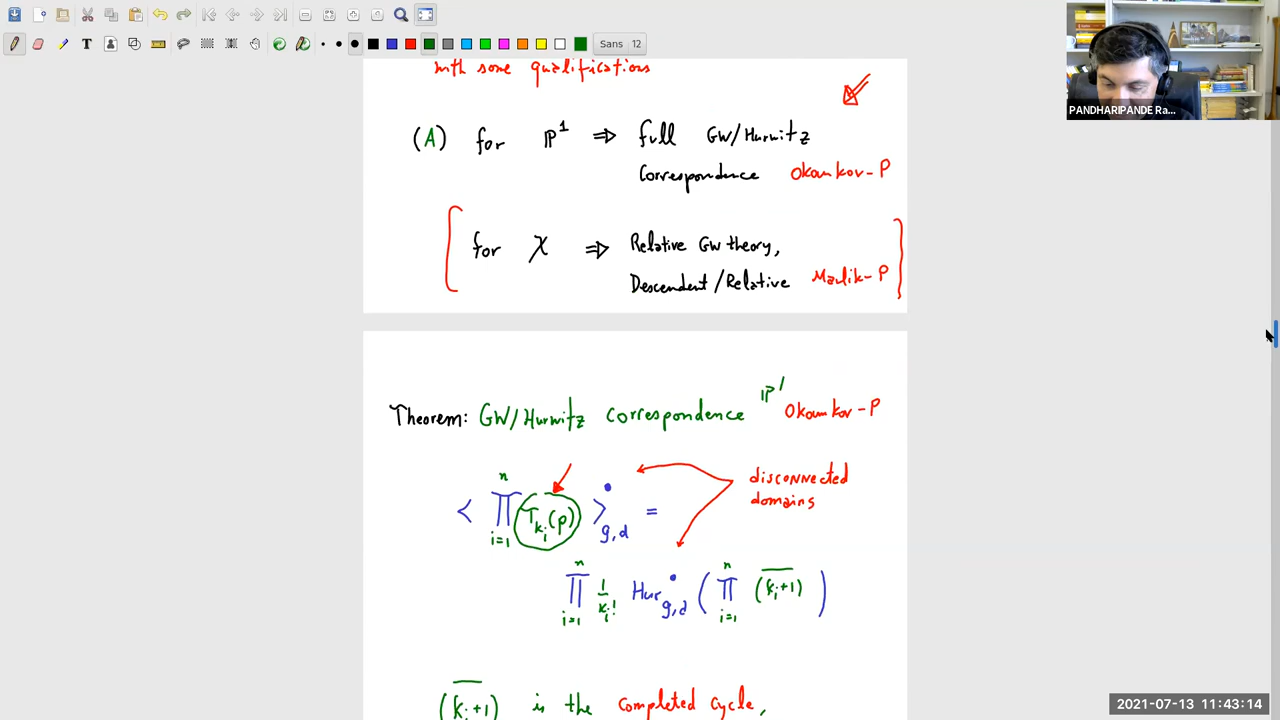 Sans 12
PANDHARIPANDE Ra...
with some qualifications
(A) for ℙ¹ ⇒ full GW/Hurwitz
Correspondence Okounkov-P
for X ⇒ Relative GW theory,
Descendent/Relative Maulik-P
Theorem: GW/Hurwitz Correspondence ℙ¹ Okounkov-P
< ∏_{i=1}^{n} τ_{k_i}(p) >^•_{g,d} =
disconnected
domains
∏_{i=1}^{n} 1/k_i! Hur^•_{g,d} ( ∏_{i=1}^{n} \overline{(k_i+1)} )
\overline{(k_i+1)} is the completed cycle,
2021-07-13 11:43:14